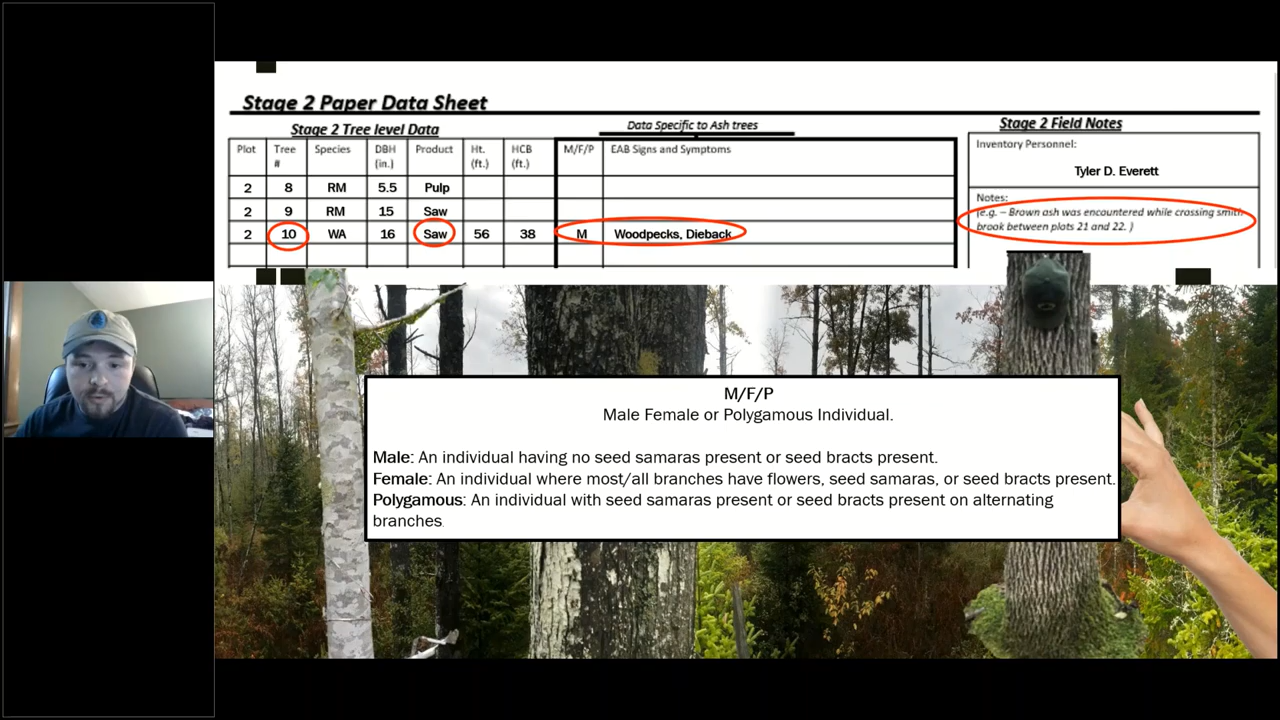 Stage 2 Paper Data Sheet
Stage 2 Tree level Data
Data Specific to Ash trees
Stage 2 Field Notes
Plot Tree # Species DBH (in.) Product Ht. (ft.) HCB (ft.) M/F/P EAB Signs and Symptoms
2 8 RM 5.5 Pulp
2 9 RM 15 Saw
2 10 WA 16 Saw 56 38 M Woodpecks, Dieback
Inventory Personnel:
Tyler D. Everett
Notes:
(e.g. – Brown ash was encountered while crossing smith
brook between plots 21 and 22. )
M/F/P
Male Female or Polygamous Individual.
Male: An individual having no seed samaras present or seed bracts present.
Female: An individual where most/all branches have flowers, seed samaras, or seed bracts present.
Polygamous: An individual with seed samaras present or seed bracts present on alternating
branches.